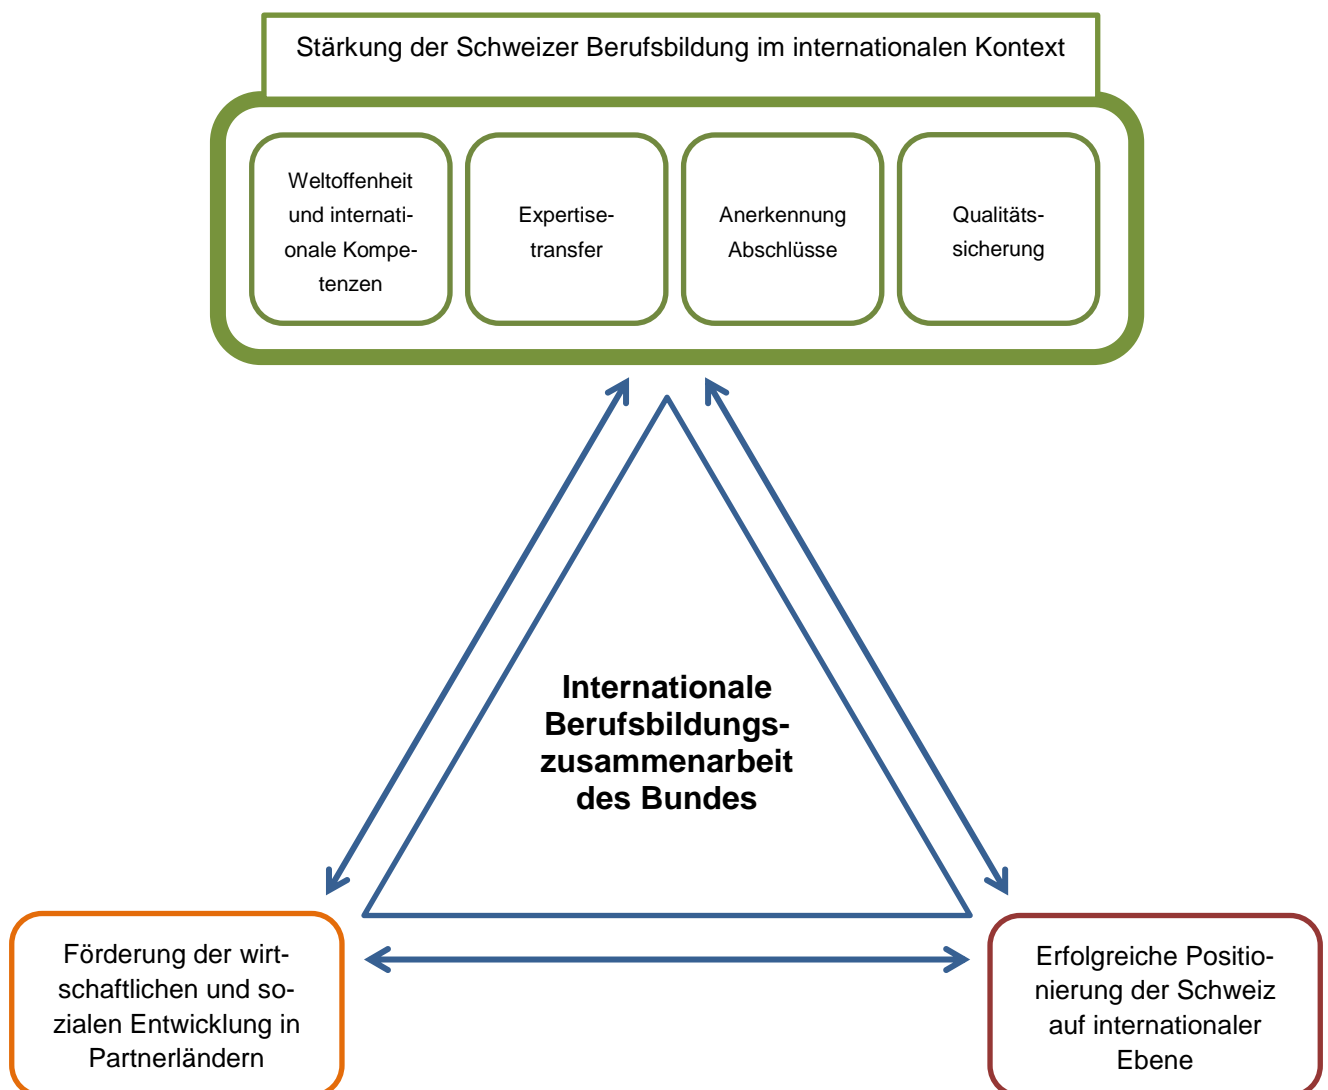 Stärkung der Schweizer Berufsbildung im internationalen Kontext
Weltoffenheit
und internati-
onale Kompe-
tenzen
Expertise-
transfer
Anerkennung
Abschlüsse
Qualitäts-
sicherung
Internationale
Berufsbildungs-
zusammenarbeit
des Bundes
Förderung der wirt-
schaftlichen und so-
zialen Entwicklung in
Partnerländern
Erfolgreiche Positio-
nierung der Schweiz
auf internationaler
Ebene